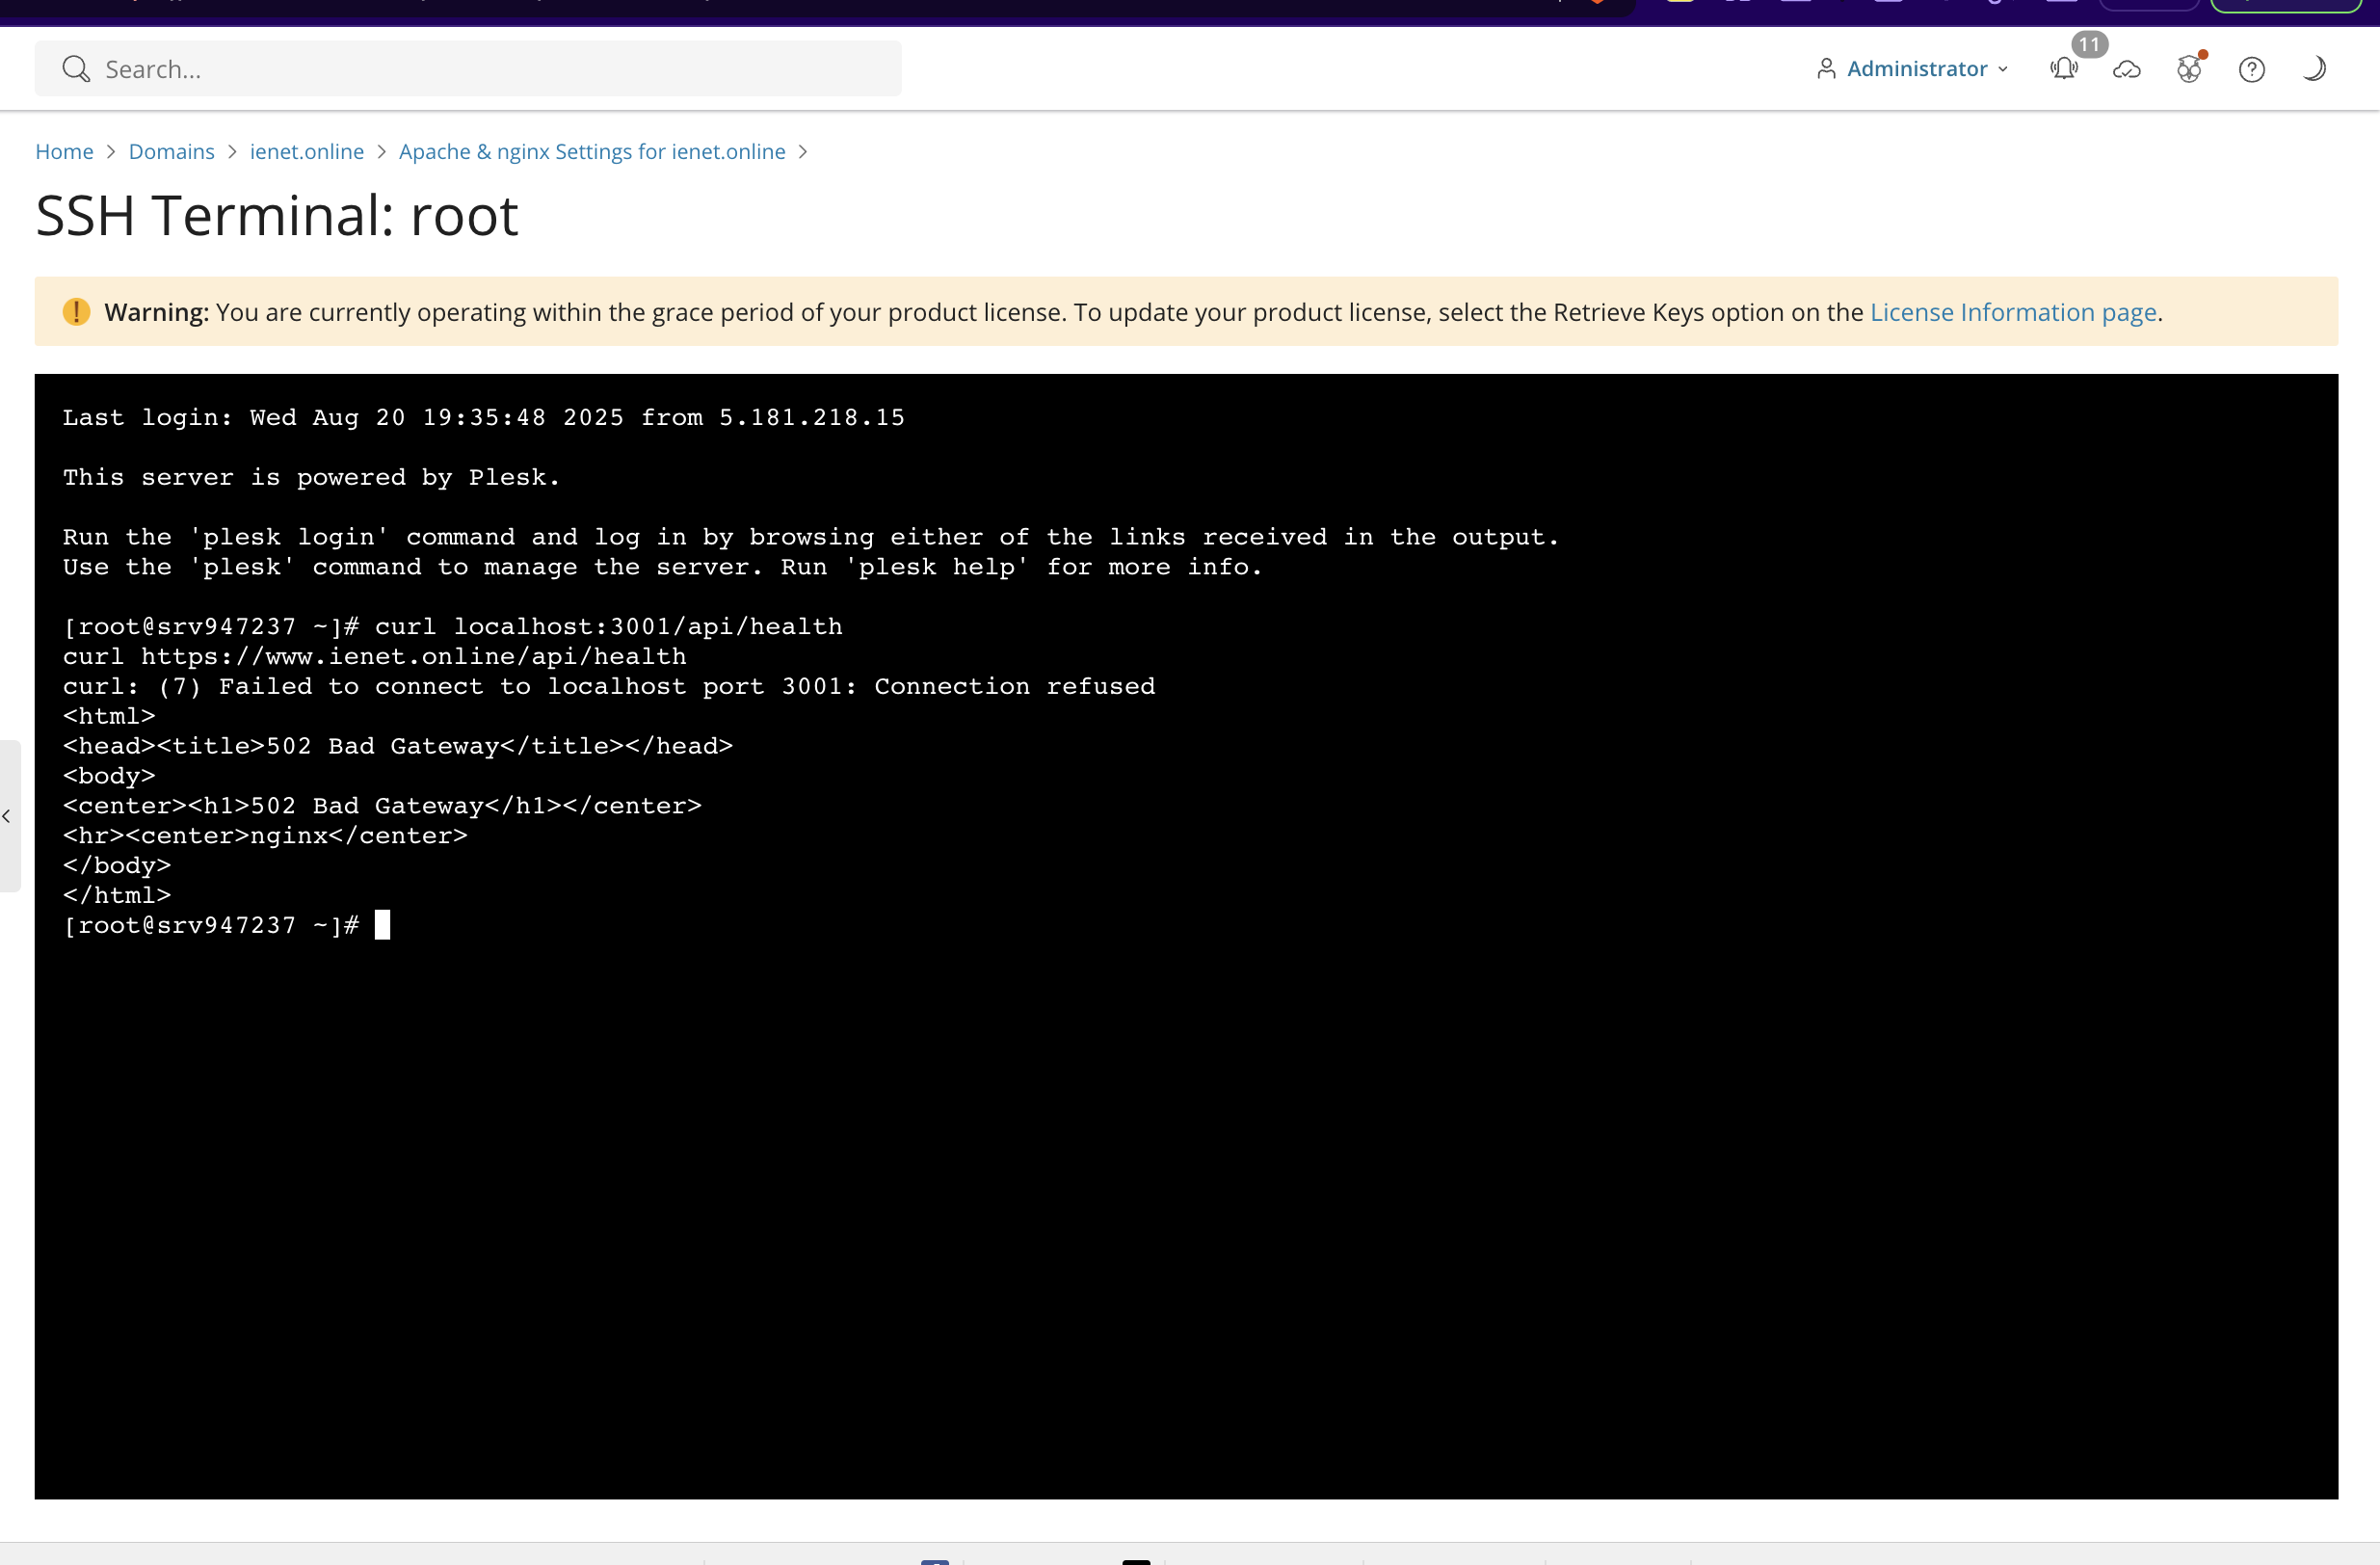 Search...
Administrator
11
Home > Domains > ienet.online > Apache & nginx Settings for ienet.online >
SSH Terminal: root
Warning: You are currently operating within the grace period of your product license. To update your product license, select the Retrieve Keys option on the License Information page.
Last login: Wed Aug 20 19:35:48 2025 from 5.181.218.15
This server is powered by Plesk.
Run the 'plesk login' command and log in by browsing either of the links received in the output.
Use the 'plesk' command to manage the server. Run 'plesk help' for more info.
[root@srv947237 ~]# curl localhost:3001/api/health
curl https://www.ienet.online/api/health
curl: (7) Failed to connect to localhost port 3001: Connection refused
<html>
<head><title>502 Bad Gateway</title></head>
<body>
<center><h1>502 Bad Gateway</h1></center>
<hr><center>nginx</center>
</body>
</html>
[root@srv947237 ~]#